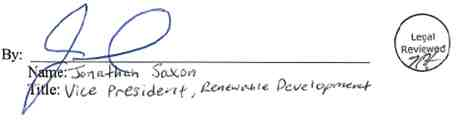 By:
Name: Jonathan Saxon
Title: Vice President, Renewable Development
Legal
Reviewed